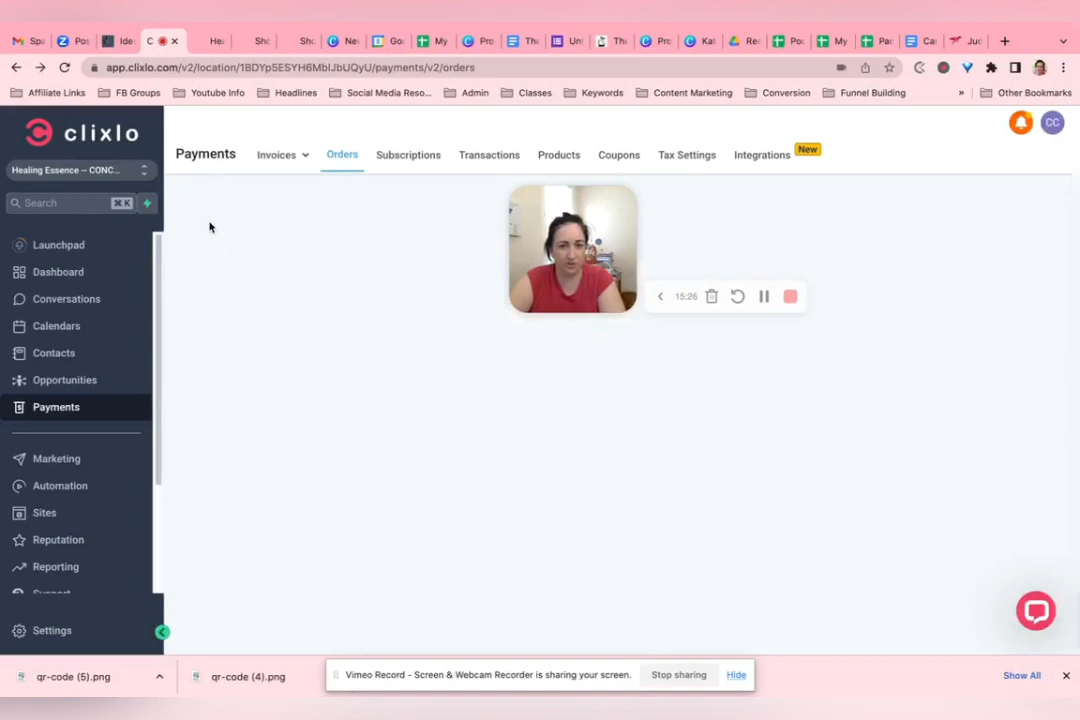 Spa
Pos
Ide
C
Hea
Sho
Sho
Nev
Goo
My
Pro
The
Unt
The
Pro
Kat
Rec
Pod
My
Pac
Car
Jud
app.clixlo.com/v2/location/1BDYp5ESYH6MbIJbUQyU/payments/v2/orders
Affiliate Links
FB Groups
Youtube Info
Headlines
Social Media Reso...
Admin
Classes
Keywords
Content Marketing
Conversion
Funnel Building
»
Other Bookmarks
clixlo
Healing Essence -- CONC...
Search
⌘ K
Launchpad
Dashboard
Conversations
Calendars
Contacts
Opportunities
Payments
Marketing
Automation
Sites
Reputation
Reporting
Support
Settings
Payments
Invoices
Orders
Subscriptions
Transactions
Products
Coupons
Tax Settings
Integrations
New
CC
15:26
qr-code (5).png
qr-code (4).png
Vimeo Record - Screen & Webcam Recorder is sharing your screen.
Stop sharing
Hide
Show All